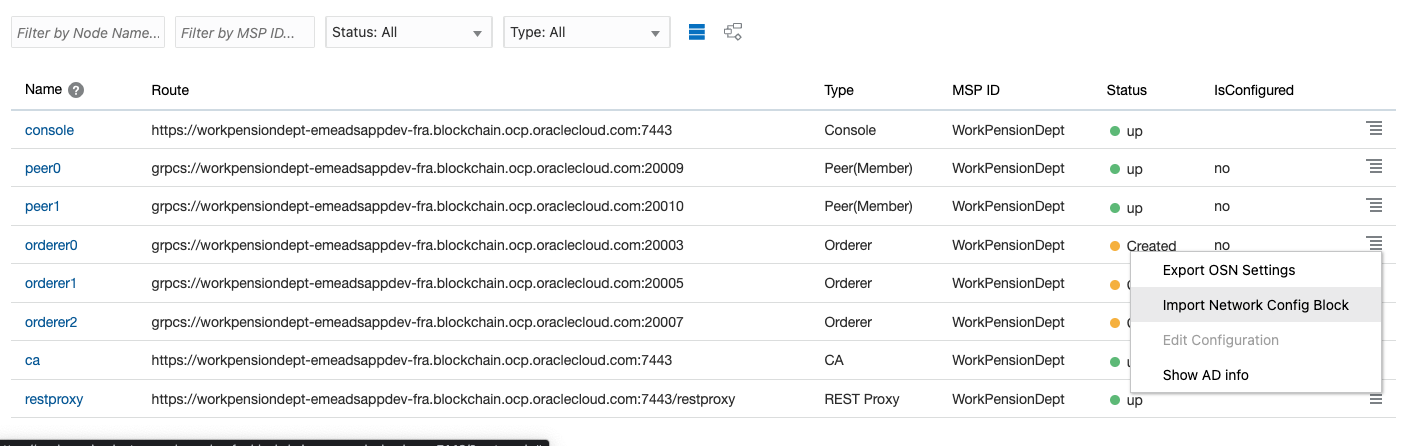 Filter by Node Name... Filter by MSP ID... Status: All Type: All
Name ? Route Type MSP ID Status IsConfigured
console https://workpensiondept-emeadsappdev-fra.blockchain.ocp.oraclecloud.com:7443 Console WorkPensionDept up
peer0 grpcs://workpensiondept-emeadsappdev-fra.blockchain.ocp.oraclecloud.com:20009 Peer(Member) WorkPensionDept up no
peer1 grpcs://workpensiondept-emeadsappdev-fra.blockchain.ocp.oraclecloud.com:20010 Peer(Member) WorkPensionDept up no
orderer0 grpcs://workpensiondept-emeadsappdev-fra.blockchain.ocp.oraclecloud.com:20003 Orderer WorkPensionDept Created no
Export OSN Settings
orderer1 grpcs://workpensiondept-emeadsappdev-fra.blockchain.ocp.oraclecloud.com:20005 Orderer WorkPensionDept
Import Network Config Block
orderer2 grpcs://workpensiondept-emeadsappdev-fra.blockchain.ocp.oraclecloud.com:20007 Orderer WorkPensionDept
Edit Configuration
ca https://workpensiondept-emeadsappdev-fra.blockchain.ocp.oraclecloud.com:7443 CA WorkPensionDept
Show AD info
restproxy https://workpensiondept-emeadsappdev-fra.blockchain.ocp.oraclecloud.com:7443/restproxy REST Proxy WorkPensionDept up